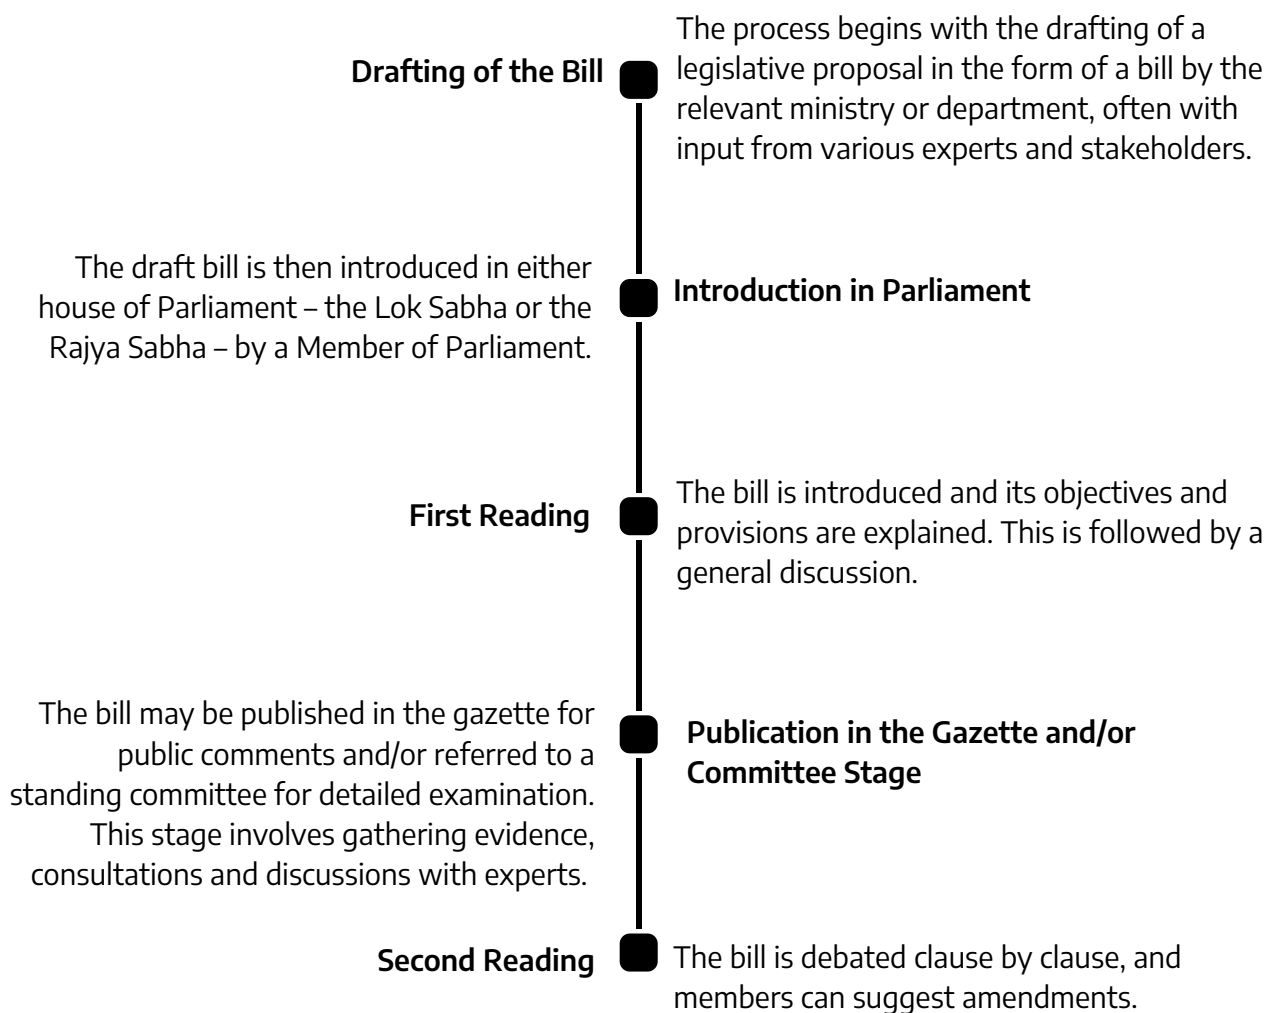 Drafting of the Bill
The process begins with the drafting of a
legislative proposal in the form of a bill by the
relevant ministry or department, often with
input from various experts and stakeholders.
Introduction in Parliament
The draft bill is then introduced in either
house of Parliament – the Lok Sabha or the
Rajya Sabha – by a Member of Parliament.
First Reading
The bill is introduced and its objectives and
provisions are explained. This is followed by a
general discussion.
Publication in the Gazette and/or
Committee Stage
The bill may be published in the gazette for
public comments and/or referred to a
standing committee for detailed examination.
This stage involves gathering evidence,
consultations and discussions with experts.
Second Reading
The bill is debated clause by clause, and
members can suggest amendments.